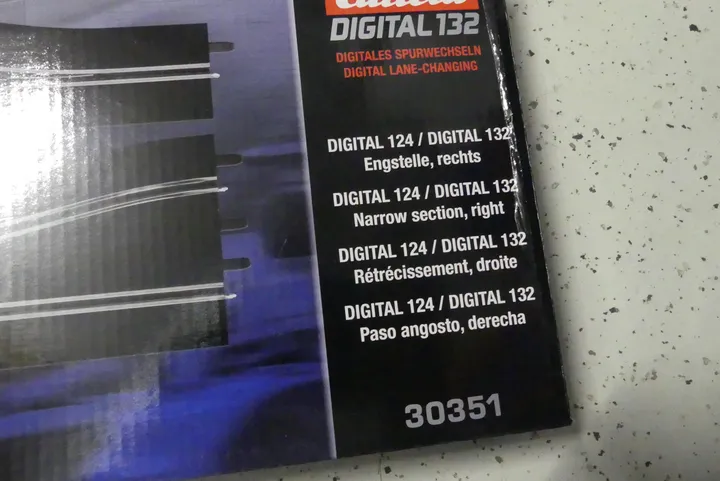 Carrera
DIGITAL 132
DIGITALES SPURWECHSELN
DIGITAL LANE-CHANGING
DIGITAL 124 / DIGITAL 132
Engstelle, rechts
DIGITAL 124 / DIGITAL 132
Narrow section, right
DIGITAL 124 / DIGITAL 132
Rétrécissement, droite
DIGITAL 124 / DIGITAL 132
Paso angosto, derecha
30351